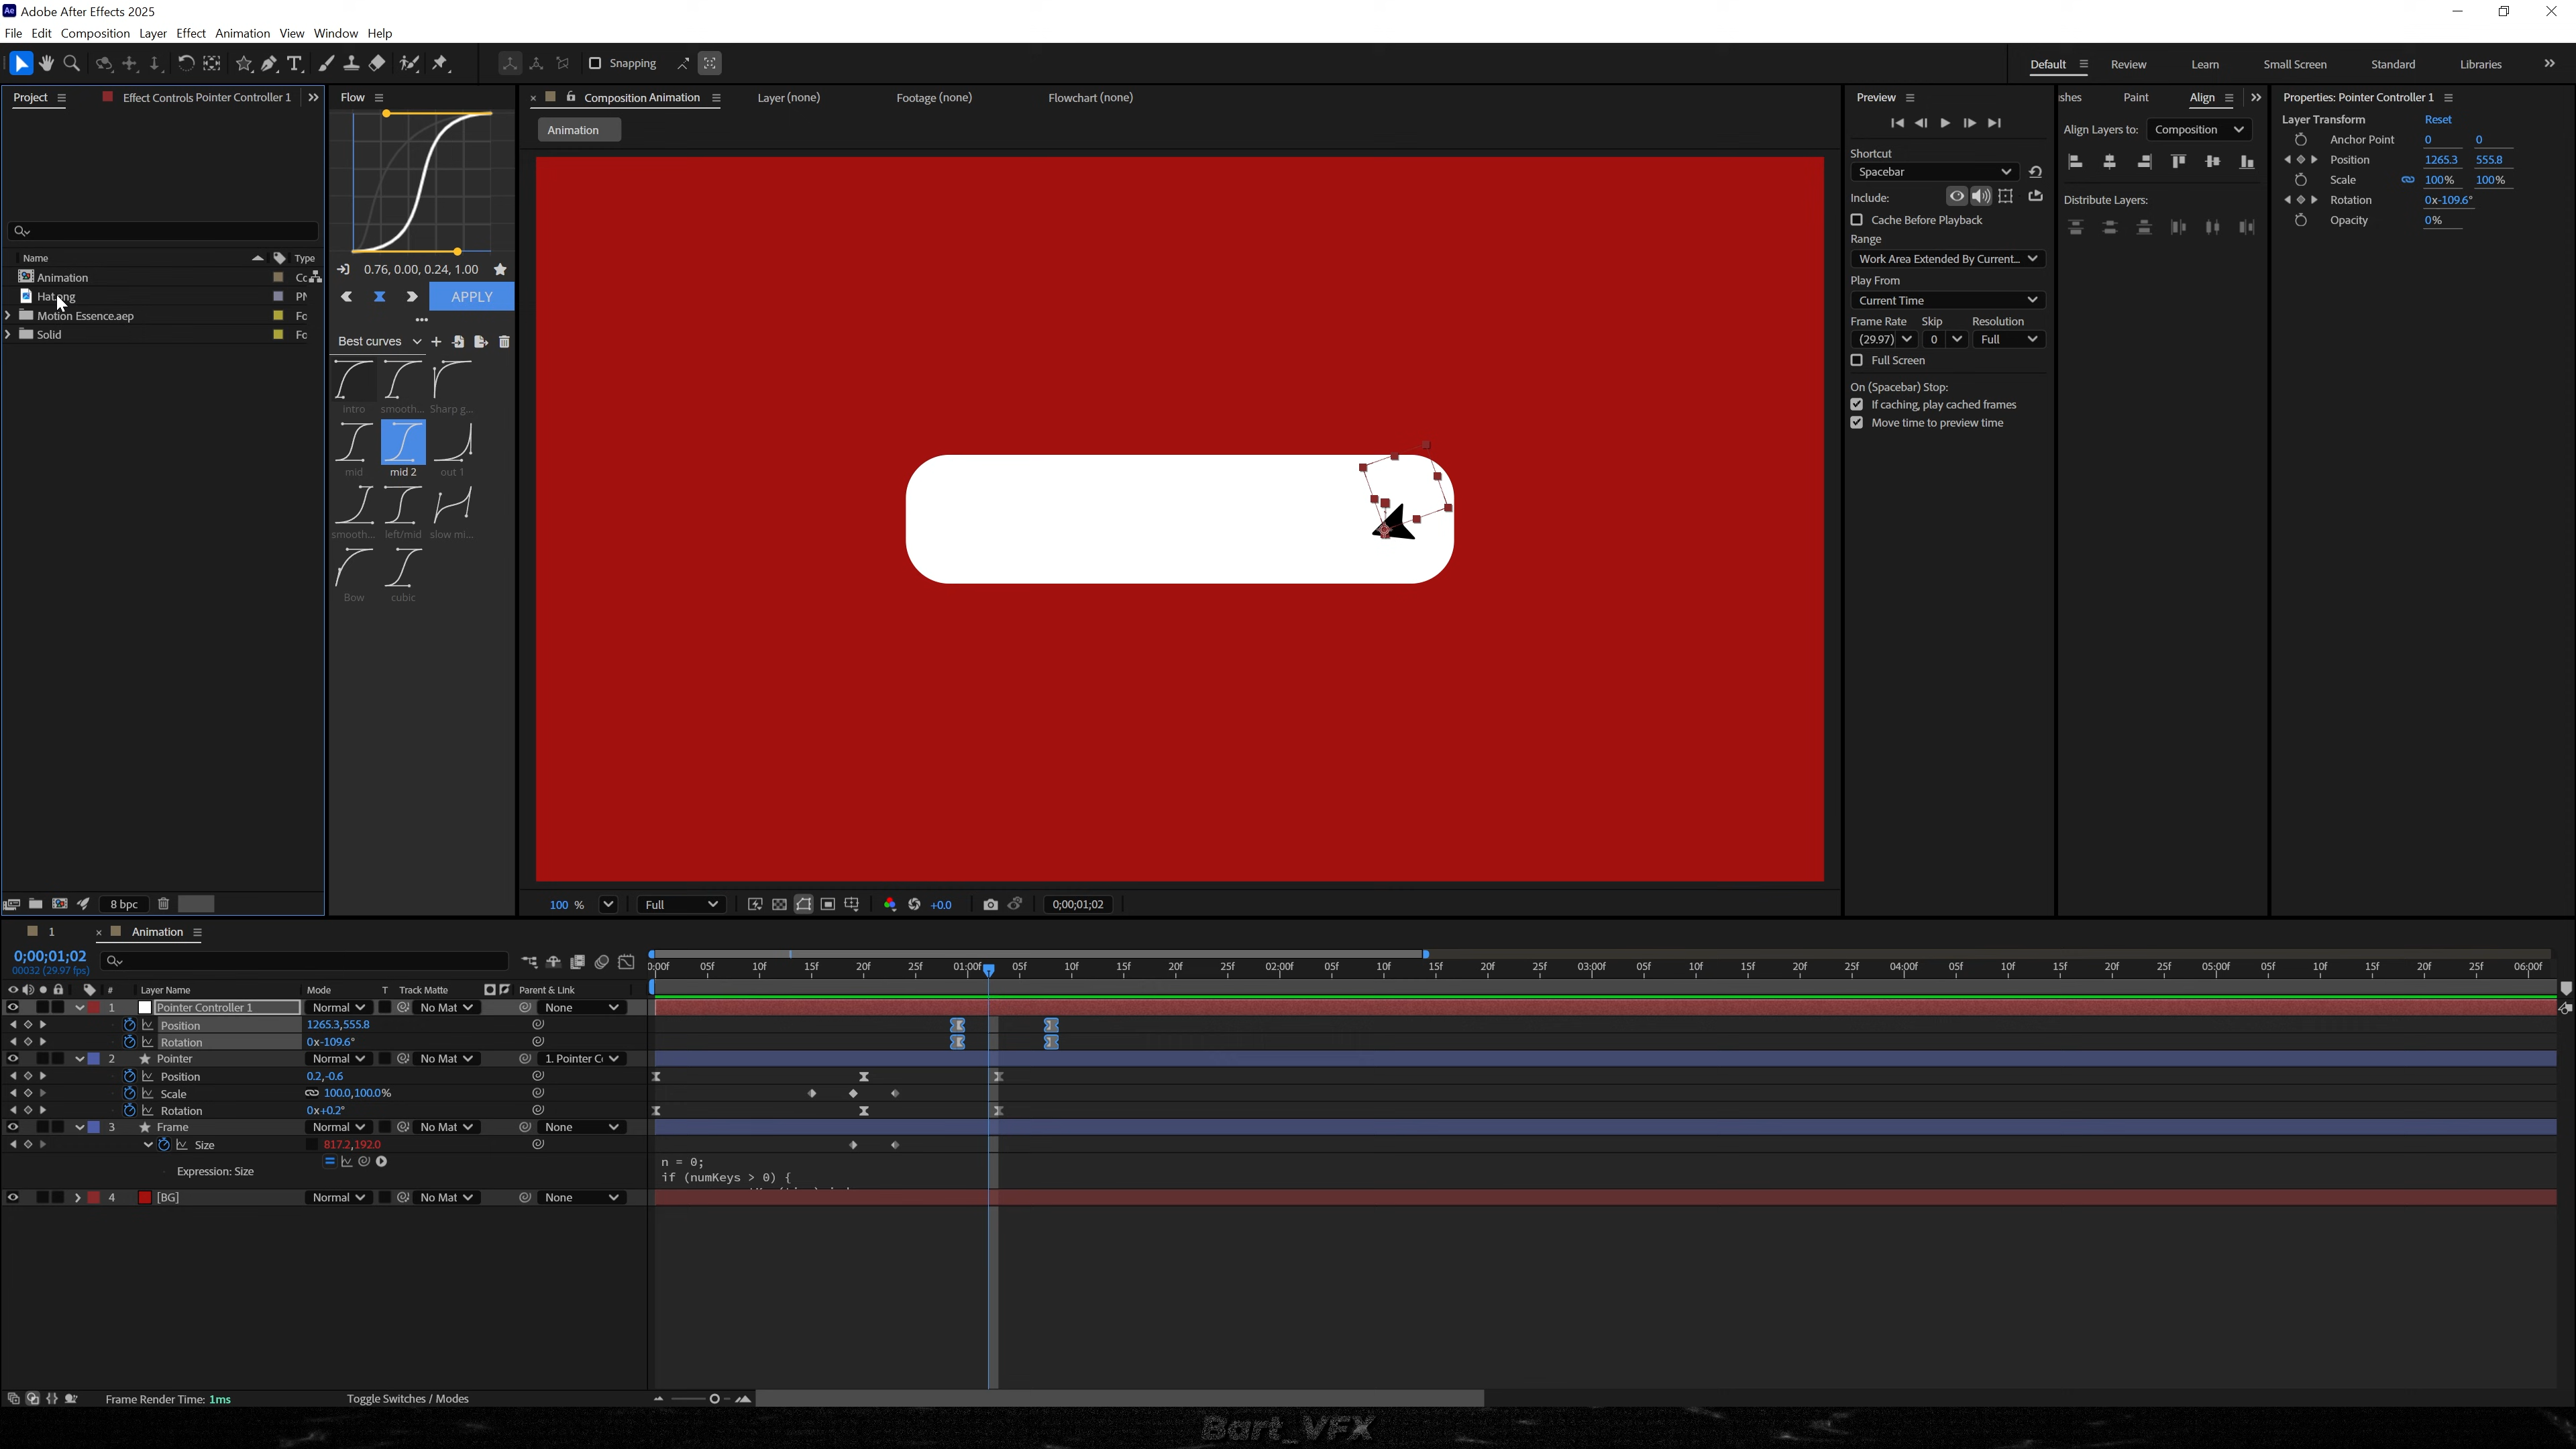 Ae Adobe After Effects 2025
File Edit Composition Layer Effect Animation View Window Help
T Snapping Default Review Learn Small Screen Standard Libraries
Project Effect Controls Pointer Controller 1
Name Type
Animation Co
Hat.png PN
Motion Essence.aep Fo
Solid Fo
8 bpc
Flow
0.76, 0.00, 0.24, 1.00
APPLY
Best curves
intro smooth... Sharp g...
mid mid 2 out 1
smooth... left/mid slow mi...
Bow cubic
Composition Animation Layer (none) Footage (none) Flowchart (none)
Animation
100 % Full +0.0 0;00;01;02
Preview
Shortcut
Spacebar
Include:
Cache Before Playback
Range
Work Area Extended By Current...
Play From
Current Time
Frame Rate Skip Resolution
(29.97) 0 Full
Full Screen
On (Spacebar) Stop:
If caching, play cached frames
Move time to preview time
shes Paint Align
Align Layers to: Composition
Distribute Layers:
Properties: Pointer Controller 1
Layer Transform Reset
Anchor Point 0 0
Position 1265.3 555.8
Scale 100% 100%
Rotation 0x-109.6°
Opacity 0%
1 Animation
0;00;01;02
00032 (29.97 fps)
0:00f 05f 10f 15f 20f 25f 01:00f 05f 10f 15f 20f 25f 02:00f 05f 10f 15f 20f 25f 03:00f 05f 10f 15f 20f 25f 04:00f 05f 10f 15f 20f 25f 05:00f 05f 10f 15f 20f 25f 06:00f
# Layer Name Mode T Track Matte Parent & Link
1 Pointer Controller 1 Normal No Mat None
Position 1265.3,555.8
Rotation 0x-109.6°
2 Pointer Normal No Mat 1. Pointer C
Position 0.2,-0.6
Scale 100.0,100.0%
Rotation 0x+0.2°
3 Frame Normal No Mat None
Size 817.2,192.0
Expression: Size
n = 0;
if (numKeys > 0) {
4 [BG] Normal No Mat None
Frame Render Time: 1ms Toggle Switches / Modes
Bart_VFX